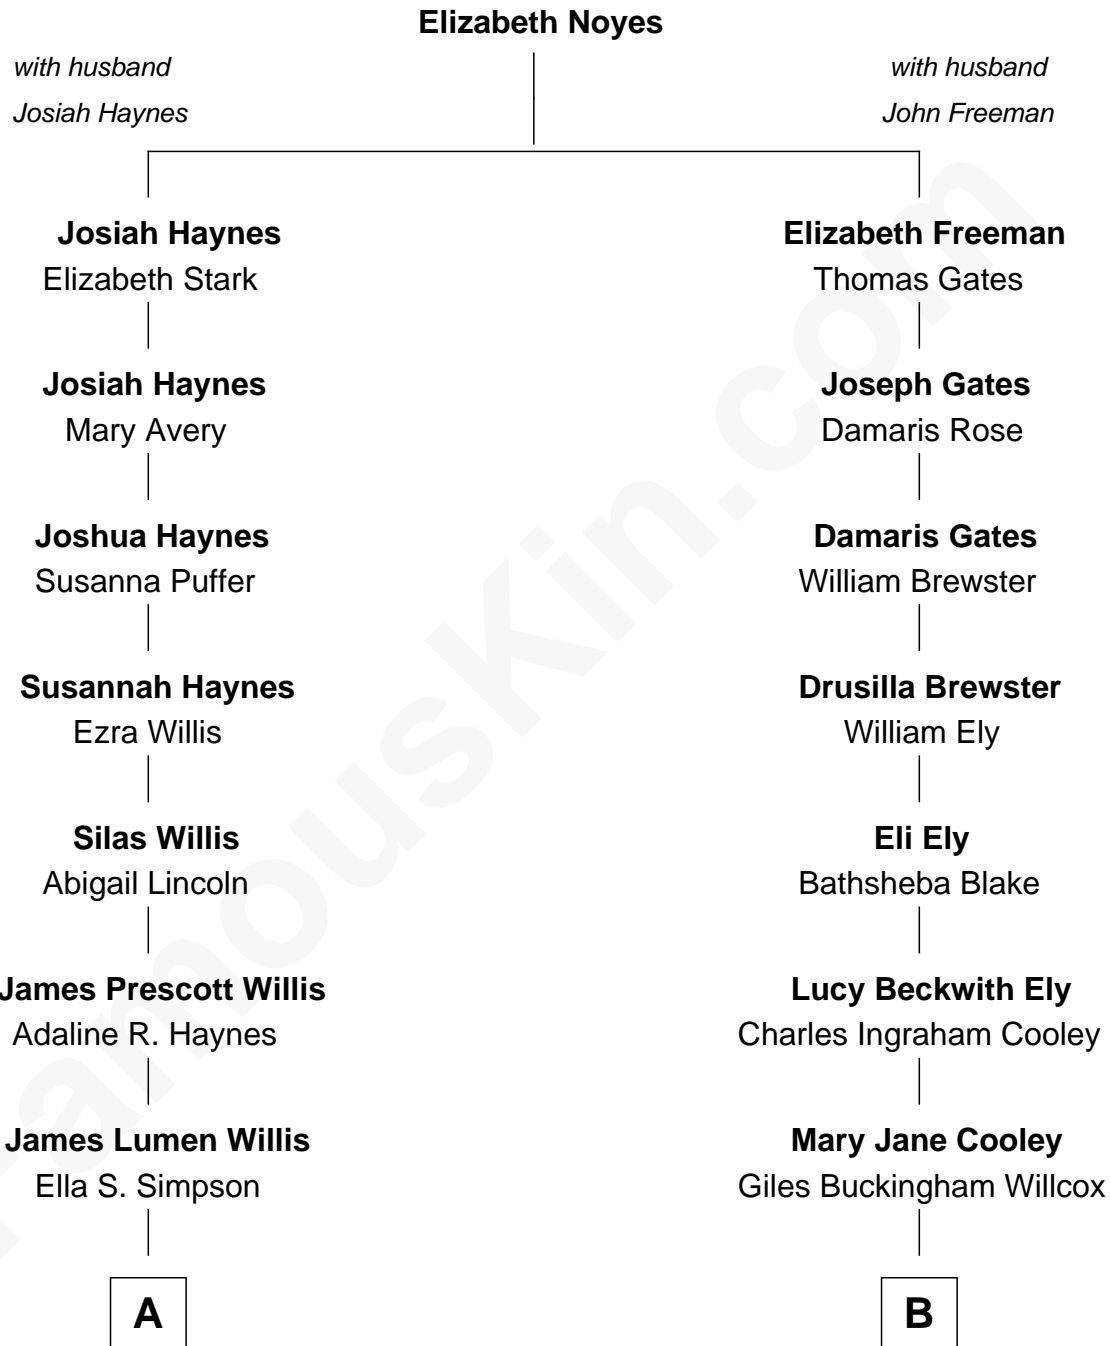 Elizabeth Noyes
with husband
Josiah Haynes
with husband
John Freeman
Josiah Haynes
Elizabeth Stark
Elizabeth Freeman
Thomas Gates
Josiah Haynes
Mary Avery
Joseph Gates
Damaris Rose
Joshua Haynes
Susanna Puffer
Damaris Gates
William Brewster
Susannah Haynes
Ezra Willis
Drusilla Brewster
William Ely
Silas Willis
Abigail Lincoln
Eli Ely
Bathsheba Blake
James Prescott Willis
Adaline R. Haynes
Lucy Beckwith Ely
Charles Ingraham Cooley
James Lumen Willis
Ella S. Simpson
Mary Jane Cooley
Giles Buckingham Willcox
A
B
FamousKin.com